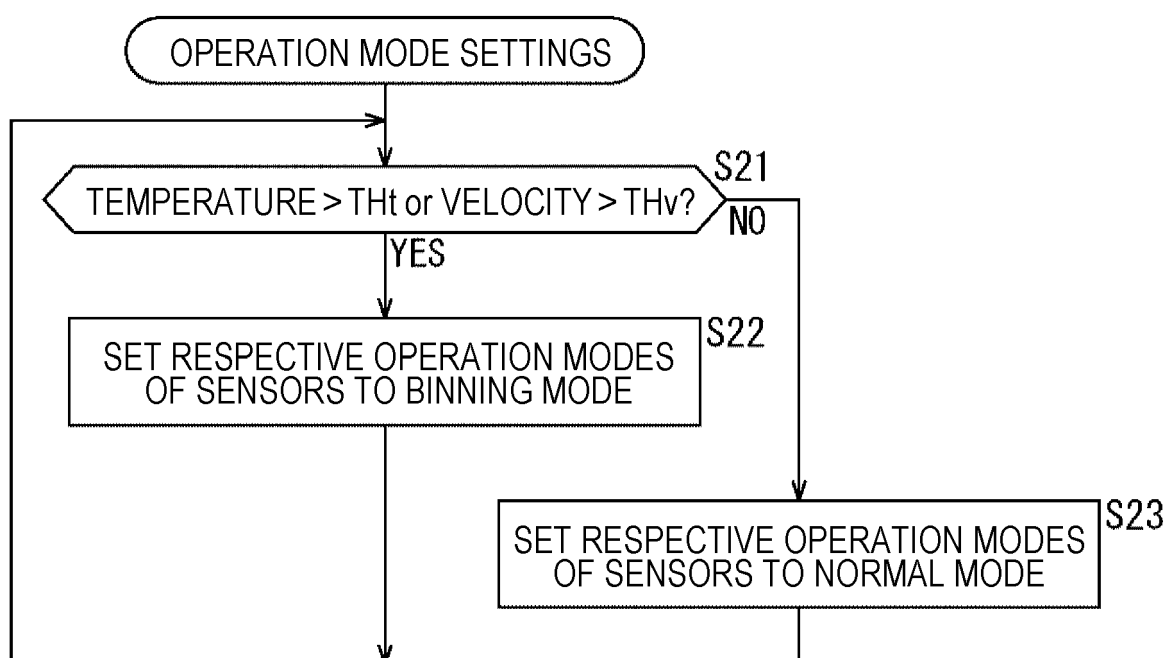 OPERATION MODE SETTINGS
S21
TEMPERATURE > THt or VELOCITY > THv?
NO
YES
S22
SET RESPECTIVE OPERATION MODES
OF SENSORS TO BINNING MODE
S23
SET RESPECTIVE OPERATION MODES
OF SENSORS TO NORMAL MODE